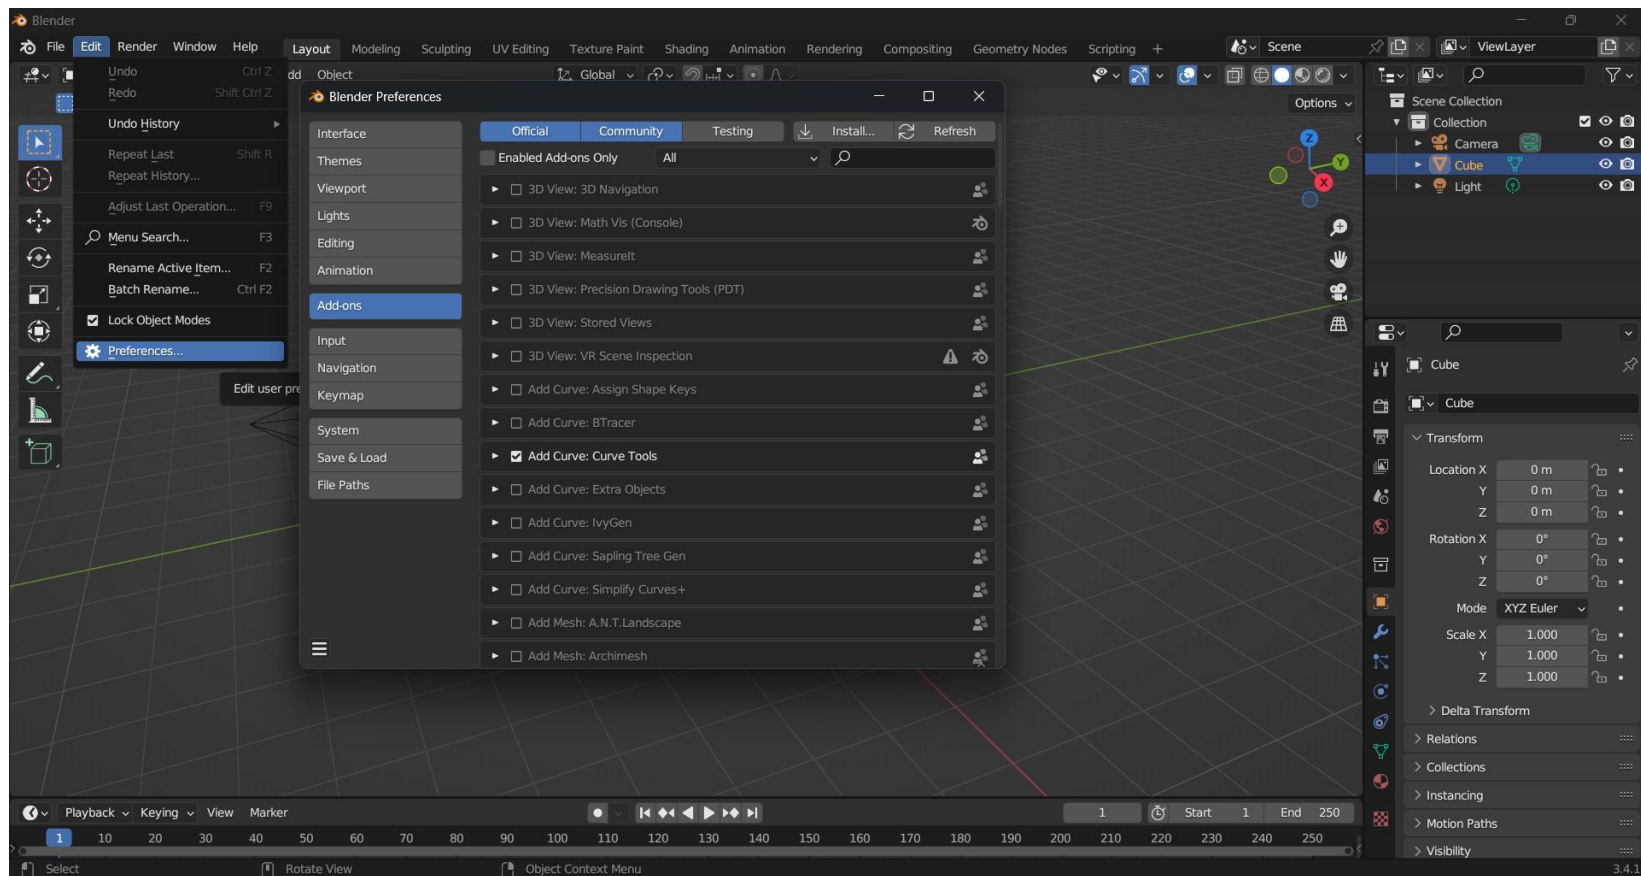 Blender
File Edit Render Window Help Layout Modeling Sculpting UV Editing Texture Paint Shading Animation Rendering Compositing Geometry Nodes Scripting + Scene ViewLayer
dd Object Global
Options
Undo Ctrl Z
Redo Shift Ctrl Z
Undo History
Repeat Last Shift R
Repeat History...
Adjust Last Operation... F9
Menu Search... F3
Rename Active Item... F2
Batch Rename... Ctrl F2
Lock Object Modes
Preferences...
Edit user pre
Blender Preferences
Interface
Themes
Viewport
Lights
Editing
Animation
Add-ons
Input
Navigation
Keymap
System
Save & Load
File Paths
Official Community Testing Install... Refresh
Enabled Add-ons Only All
3D View: 3D Navigation
3D View: Math Vis (Console)
3D View: MeasureIt
3D View: Precision Drawing Tools (PDT)
3D View: Stored Views
3D View: VR Scene Inspection
Add Curve: Assign Shape Keys
Add Curve: BTracer
Add Curve: Curve Tools
Add Curve: Extra Objects
Add Curve: IvyGen
Add Curve: Sapling Tree Gen
Add Curve: Simplify Curves+
Add Mesh: A.N.T.Landscape
Add Mesh: Archimesh
Z
Y
X
Scene Collection
Collection
Camera
Cube
Light
Cube
Cube
Transform
Location X 0 m
Y 0 m
Z 0 m
Rotation X 0°
Y 0°
Z 0°
Mode XYZ Euler
Scale X 1.000
Y 1.000
Z 1.000
Delta Transform
Relations
Collections
Instancing
Motion Paths
Visibility
Playback Keying View Marker 1 Start 1 End 250
1 10 20 30 40 50 60 70 80 90 100 110 120 130 140 150 160 170 180 190 200 210 220 230 240 250
Select Rotate View Object Context Menu 3.4.1